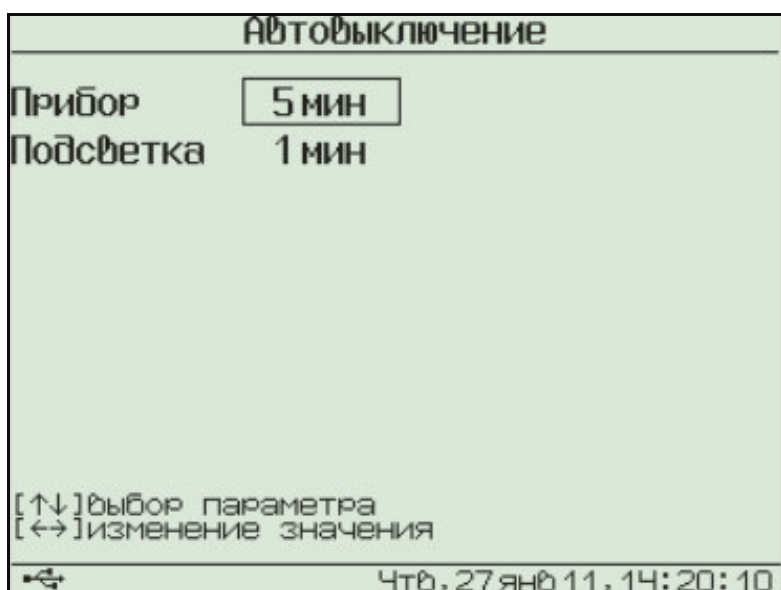 Автовыключение
Прибор 5 мин
Подсветка 1 мин
[↑↓]выбор параметра
[↔]изменение значения
Чтв,27янв11,14:20:10